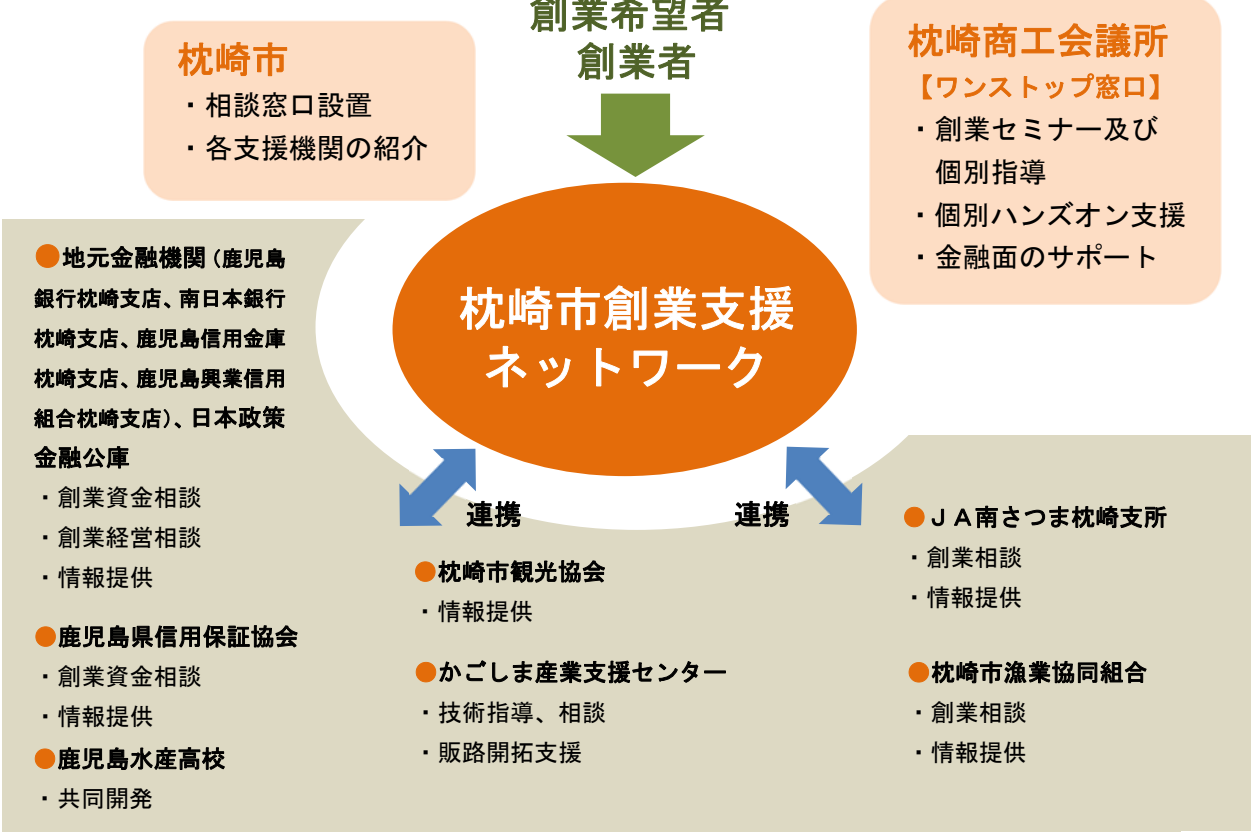 創業希望者
創業者
枕崎市
・相談窓口設置
・各支援機関の紹介
枕崎商工会議所
【ワンストップ窓口】
・創業セミナー及び
個別指導
・個別ハンズオン支援
・金融面のサポート
枕崎市創業支援
ネットワーク
連携
連携
●地元金融機関（鹿児島
銀行枕崎支店、南日本銀行
枕崎支店、鹿児島信用金庫
枕崎支店、鹿児島興業信用
組合枕崎支店）、日本政策
金融公庫
・創業資金相談
・創業経営相談
・情報提供
●鹿児島県信用保証協会
・創業資金相談
・情報提供
●鹿児島水産高校
・共同開発
●枕崎市観光協会
・情報提供
●かごしま産業支援センター
・技術指導、相談
・販路開拓支援
●ＪＡ南さつま枕崎支所
・創業相談
・情報提供
●枕崎市漁業協同組合
・創業相談
・情報提供